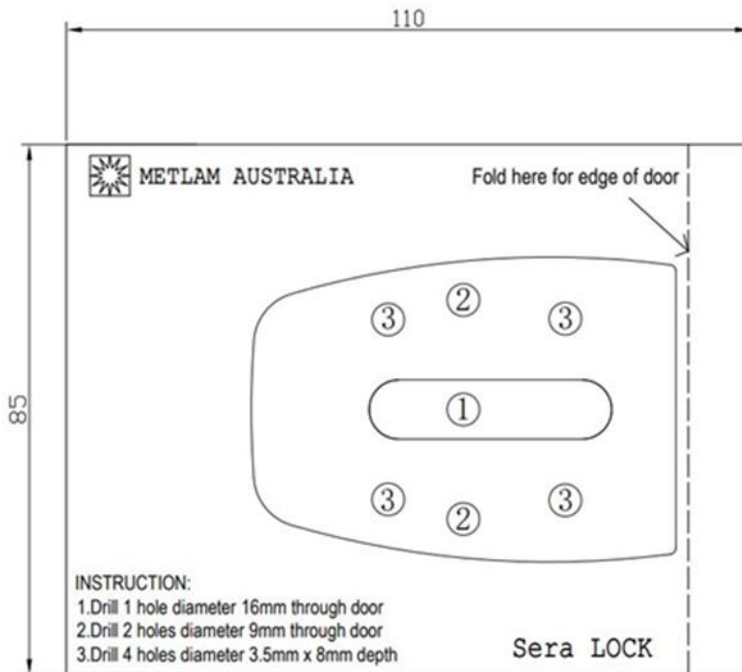 110
85
METLAM AUSTRALIA
Fold here for edge of door
③ ② ③
①
③ ② ③
INSTRUCTION:
1.Drill 1 hole diameter 16mm through door
2.Drill 2 holes diameter 9mm through door
3.Drill 4 holes diameter 3.5mm x 8mm depth
Sera LOCK